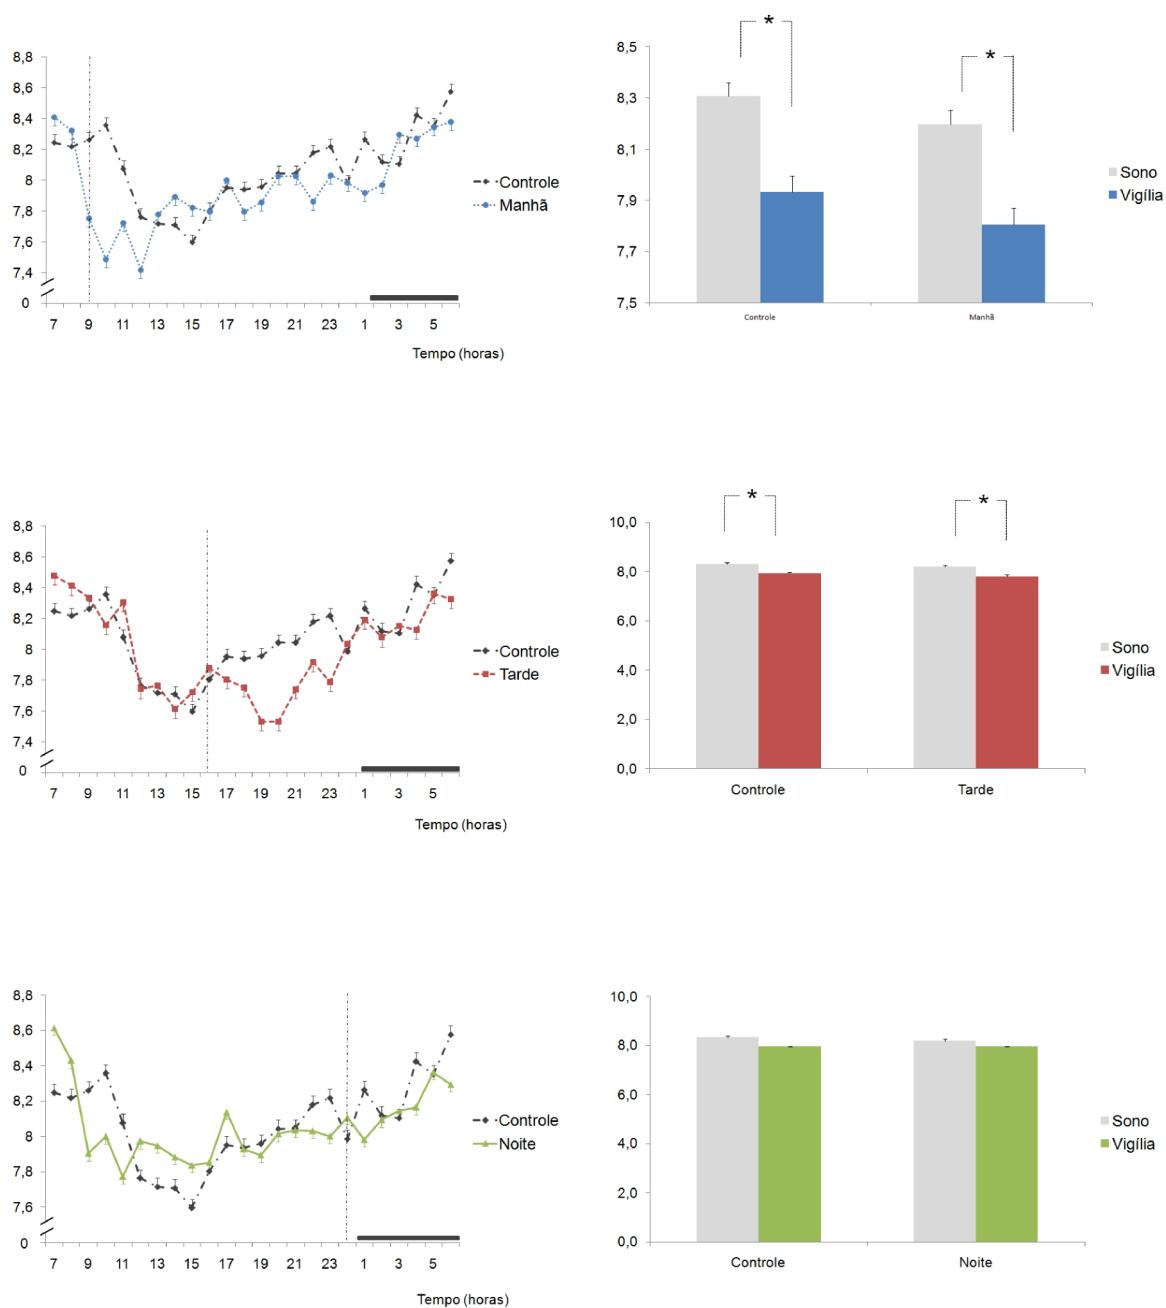 8,8
8,6
8,4
8,2
8
7,8
7,6
7,4
0
7 9 11 13 15 17 19 21 23 1 3 5
Tempo (horas)
Controle
Manhã
*
*
8,5
8,3
8,1
7,9
7,7
7,5
Controle Manhã
Sono
Vigília
8,8
8,6
8,4
8,2
8
7,8
7,6
7,4
0
7 9 11 13 15 17 19 21 23 1 3 5
Tempo (horas)
Controle
Tarde
*
*
10,0
8,0
6,0
4,0
2,0
0,0
Controle Tarde
Sono
Vigília
8,8
8,6
8,4
8,2
8
7,8
7,6
0
7 9 11 13 15 17 19 21 23 1 3 5
Tempo (horas)
Controle
Noite
10,0
8,0
6,0
4,0
2,0
0,0
Controle Noite
Sono
Vigília